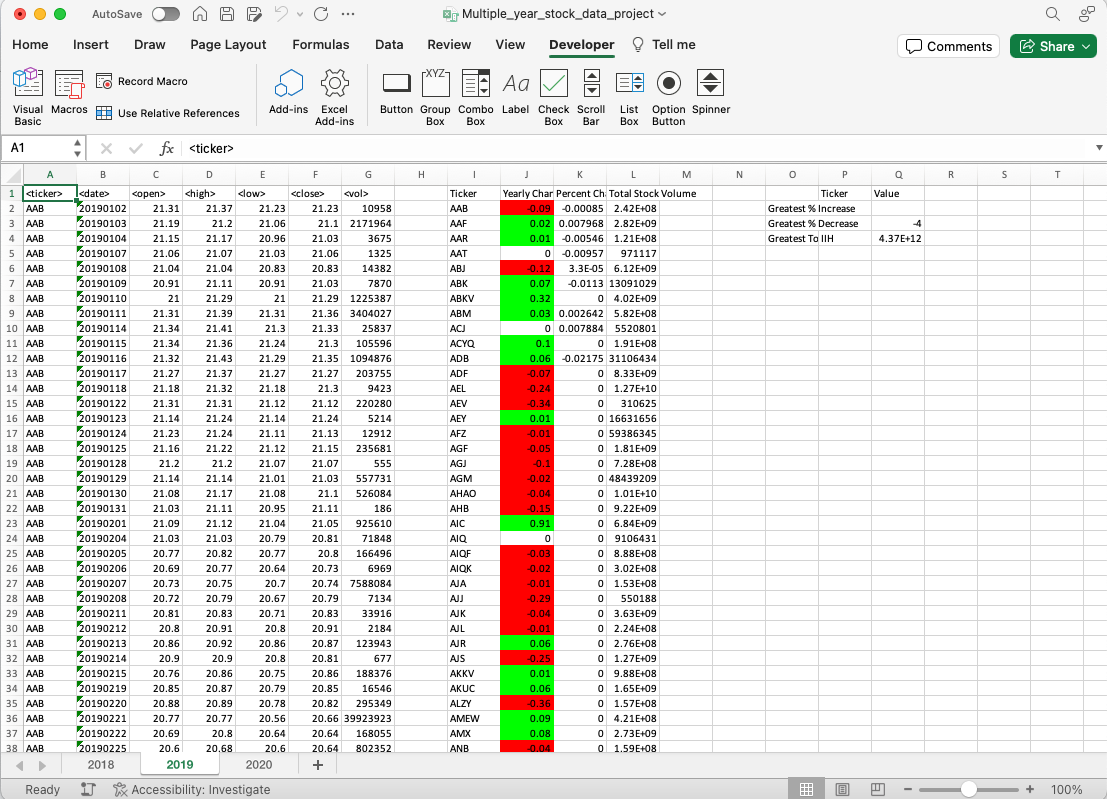 AutoSave Multiple_year_stock_data_project
Home Insert Draw Page Layout Formulas Data Review View Developer Tell me Comments Share
Visual Basic Macros Record Macro Use Relative References Add-ins Excel Add-ins Button Group Box Combo Box Label Check Box Scroll Bar List Box Option Button Spinner
XYZ Aa
A1 fx <ticker>
A B C D E F G H I J K L M N O P Q R S T
1 <ticker> <date> <open> <high> <low> <close> <vol> Ticker Yearly Chan Percent Ch Total Stock Volume Ticker Value
2 AAB 20190102 21.31 21.37 21.23 21.23 10958 AAB -0.09 -0.00085 2.42E+08 Greatest % Increase
3 AAB 20190103 21.19 21.2 21.06 21.1 2171964 AAF 0.02 0.007968 2.82E+09 Greatest % Decrease -4
4 AAB 20190104 21.15 21.17 20.96 21.03 3675 AAR 0.01 -0.00546 1.21E+08 Greatest To IIH 4.37E+12
5 AAB 20190107 21.06 21.07 21.03 21.06 1325 AAT 0 -0.00957 971117
6 AAB 20190108 21.04 21.04 20.83 20.83 14382 ABJ -0.12 3.3E-05 6.12E+09
7 AAB 20190109 20.91 21.11 20.91 21.03 7870 ABK 0.07 -0.0113 13091029
8 AAB 20190110 21 21.29 21 21.29 1225387 ABKV 0.32 0 4.02E+09
9 AAB 20190111 21.31 21.39 21.31 21.36 3404027 ABM 0.03 0.002642 5.82E+08
10 AAB 20190114 21.34 21.41 21.3 21.33 25837 ACJ 0 0.007884 5520801
11 AAB 20190115 21.34 21.36 21.24 21.3 105596 ACYQ 0.1 0 1.91E+08
12 AAB 20190116 21.32 21.43 21.29 21.35 1094876 ADB 0.06 -0.02175 31106434
13 AAB 20190117 21.27 21.37 21.27 21.27 203755 ADF -0.07 0 8.33E+09
14 AAB 20190118 21.18 21.32 21.18 21.3 9423 AEL -0.24 0 1.27E+10
15 AAB 20190122 21.31 21.31 21.12 21.12 220280 AEV -0.34 0 310625
16 AAB 20190123 21.14 21.24 21.14 21.24 5214 AEY 0.01 0 16631656
17 AAB 20190124 21.23 21.24 21.11 21.13 12912 AFZ -0.01 0 59386345
18 AAB 20190125 21.16 21.22 21.12 21.15 235681 AGF -0.05 0 1.81E+09
19 AAB 20190128 21.2 21.2 21.07 21.07 555 AGJ -0.1 0 7.28E+08
20 AAB 20190129 21.14 21.14 21.01 21.03 557731 AGM -0.02 0 48439209
21 AAB 20190130 21.08 21.17 21.08 21.1 526084 AHAO -0.04 0 1.01E+10
22 AAB 20190131 21.03 21.11 20.95 21.11 186 AHB -0.15 0 9.22E+09
23 AAB 20190201 21.09 21.12 21.04 21.05 925610 AIC 0.91 0 6.84E+09
24 AAB 20190204 21.03 21.03 20.79 20.81 71848 AIQ 0 0 9106431
25 AAB 20190205 20.77 20.82 20.77 20.8 166496 AIQF -0.03 0 8.88E+08
26 AAB 20190206 20.69 20.77 20.64 20.73 6969 AIQK -0.02 0 3.02E+08
27 AAB 20190207 20.73 20.75 20.7 20.74 7588084 AJA -0.01 0 1.53E+08
28 AAB 20190208 20.72 20.79 20.67 20.79 7134 AJJ -0.29 0 550188
29 AAB 20190211 20.81 20.83 20.71 20.83 33916 AJK -0.04 0 3.63E+09
30 AAB 20190212 20.8 20.91 20.8 20.91 2184 AJL -0.01 0 2.24E+08
31 AAB 20190213 20.86 20.92 20.86 20.87 123943 AJR 0.06 0 2.76E+08
32 AAB 20190214 20.9 20.9 20.8 20.81 677 AJS -0.25 0 1.27E+09
33 AAB 20190215 20.76 20.86 20.75 20.86 188376 AKKV 0.01 0 9.88E+08
34 AAB 20190219 20.85 20.87 20.79 20.85 16546 AKUC 0.06 0 1.65E+09
35 AAB 20190220 20.88 20.89 20.78 20.82 295349 ALZY -0.36 0 1.57E+08
36 AAB 20190221 20.77 20.77 20.56 20.66 39923923 AMEW 0.09 0 4.21E+08
37 AAB 20190222 20.69 20.8 20.64 20.64 168055 AMX 0.08 0 2.73E+09
38 AAB 20190225 20.6 20.68 20.6 20.64 802352 ANB -0.04 0 1.59E+08
2018 2019 2020 +
Ready Accessibility: Investigate 100%